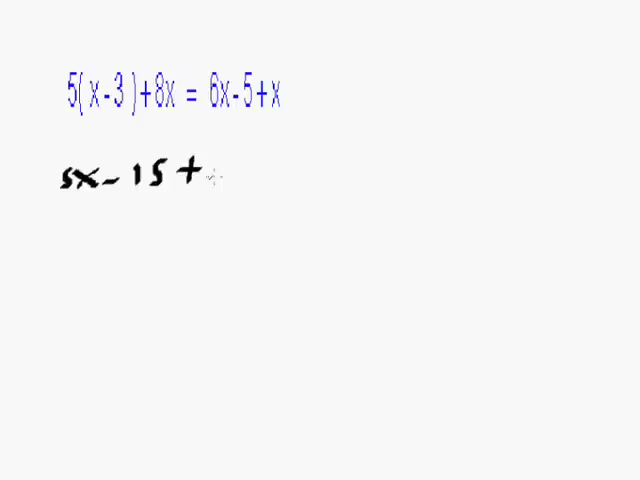 5( x - 3 ) + 8x = 6x - 5 + x
5x - 15 +